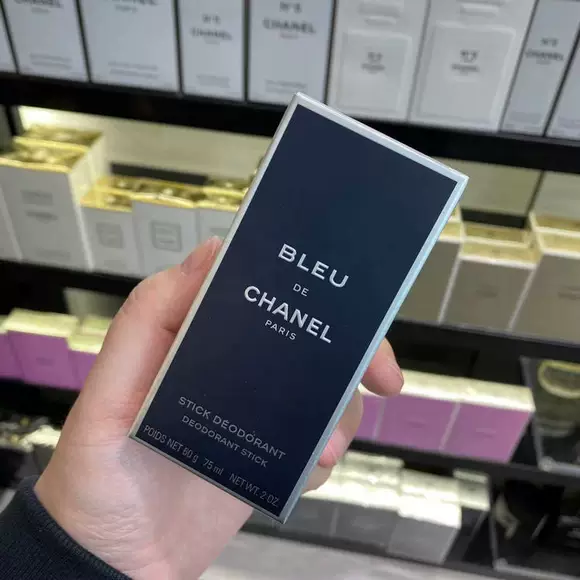 N°5
CHANEL
PARIS
N°5
CHANEL
N°5
CHANEL
BLEU
DE
CHANEL
PARIS
STICK DÉODORANT
DEODORANT STICK
POIDS NET 60 g 75 ml NET WT. 2 OZ.